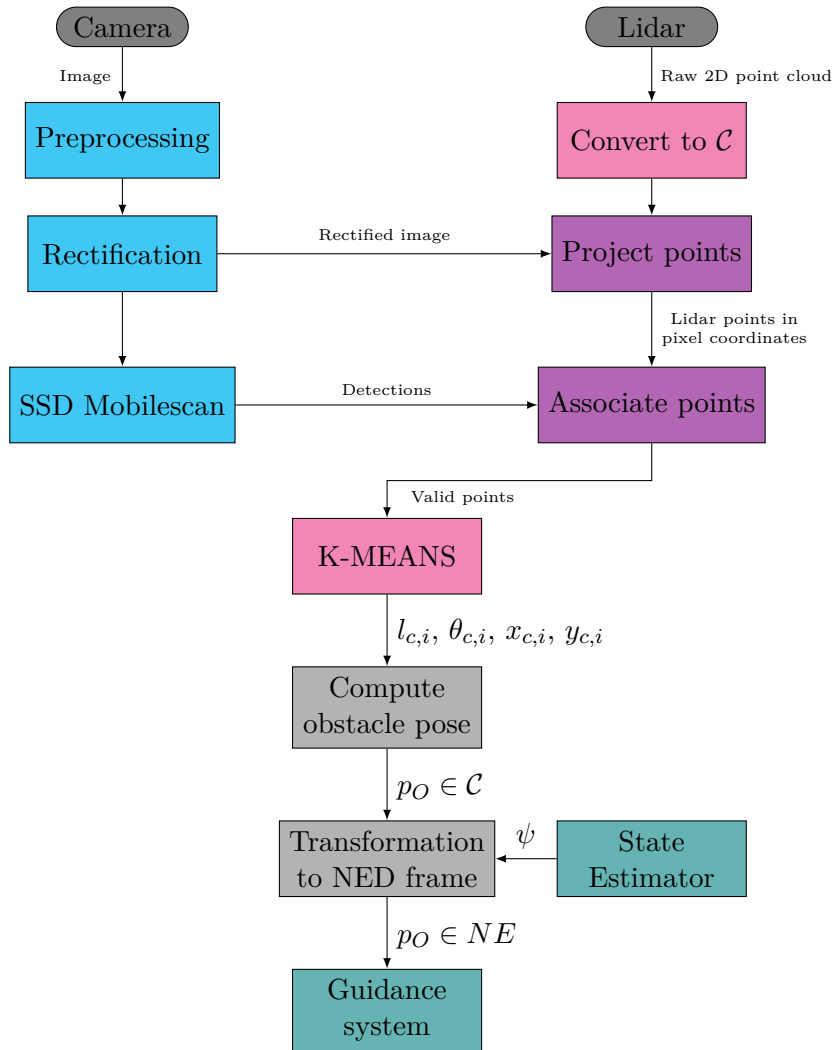 Camera
Lidar
Image
Raw 2D point cloud
Preprocessing
Convert to 𝒞
Rectification
Rectified image
Project points
Lidar points in
pixel coordinates
SSD Mobilescan
Detections
Associate points
Valid points
K-MEANS
l_{c,i}, θ_{c,i}, x_{c,i}, y_{c,i}
Compute
obstacle pose
p_O ∈ 𝒞
Transformation
to NED frame
ψ
State
Estimator
p_O ∈ NE
Guidance
system